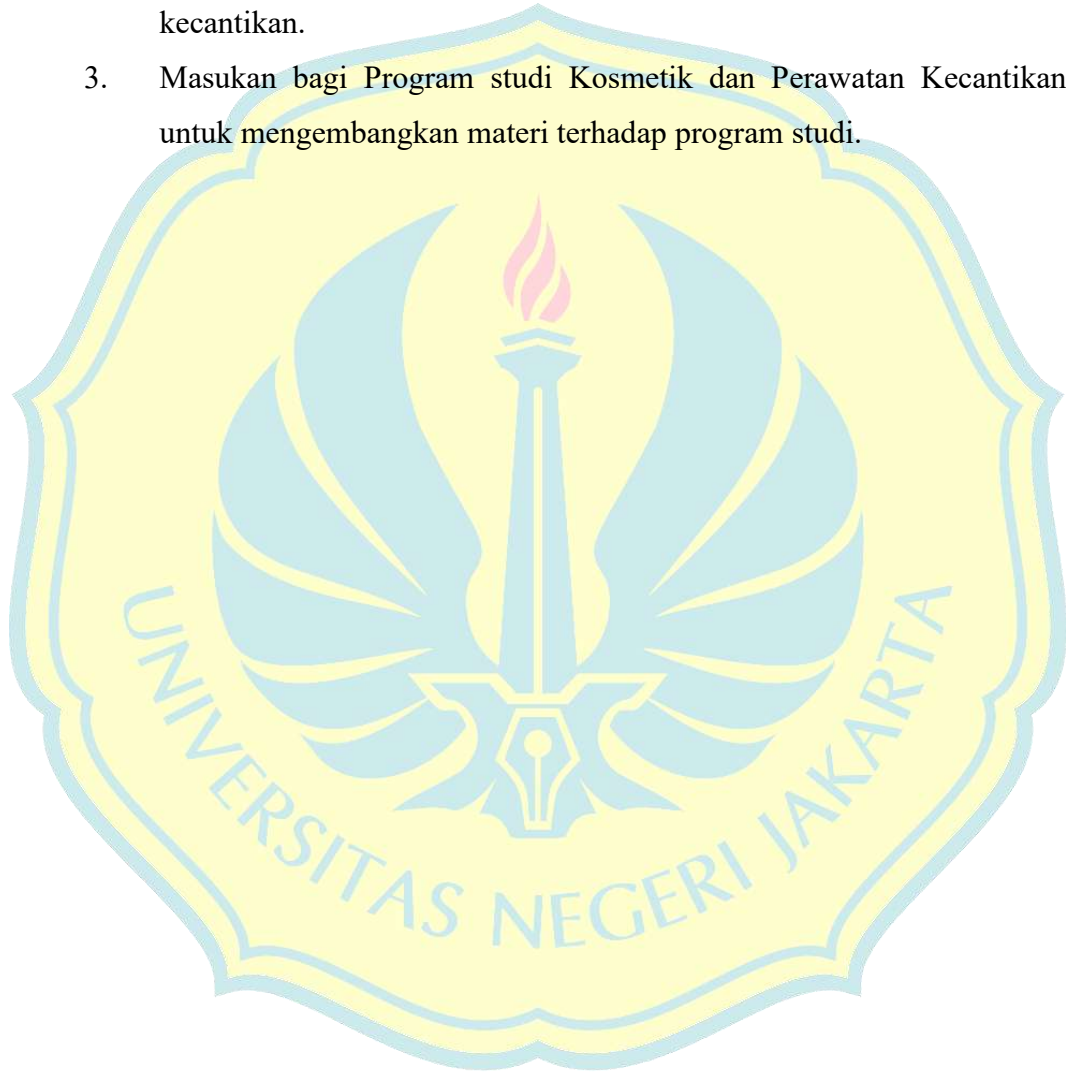 kecantikan.
3. Masukan bagi Program studi Kosmetik dan Perawatan Kecantikan
untuk mengembangkan materi terhadap program studi.
UNIVERSITAS NEGERI JAKARTA